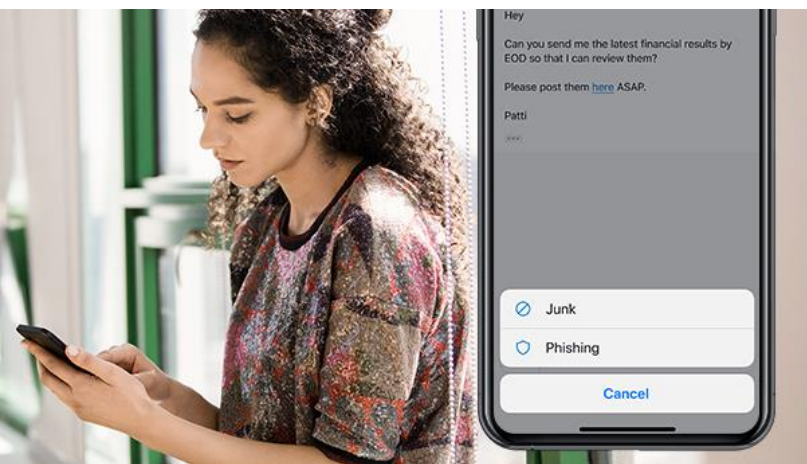 Hey
Can you send me the latest financial results by
EOD so that I can review them?
Please post them here ASAP.
Patti
Junk
Phishing
Cancel